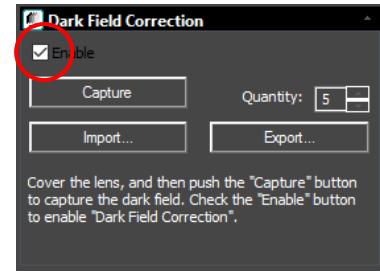 Dark Field Correction
Enable
Capture Quantity: 5
Import... Export...
Cover the lens, and then push the "Capture" button
to capture the dark field. Check the "Enable" button
to enable "Dark Field Correction".